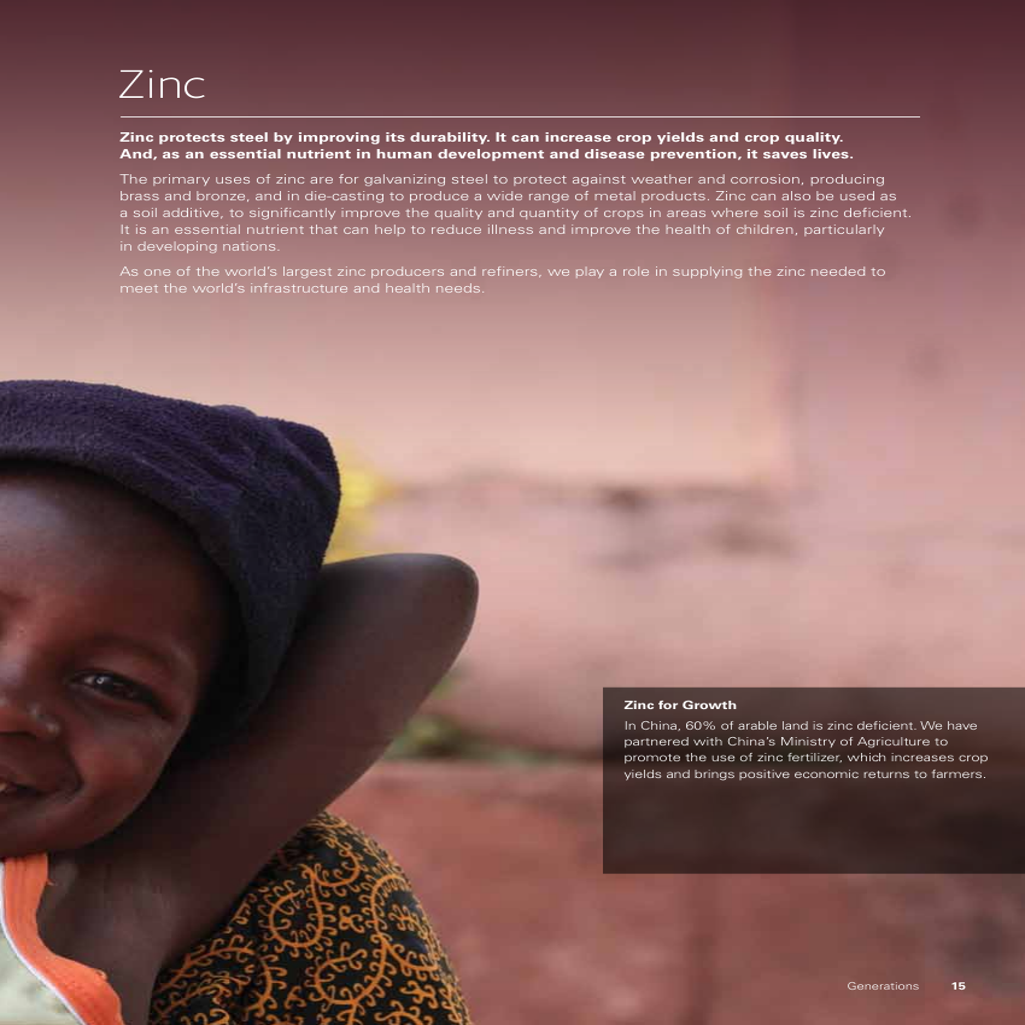 Zinc
Zinc protects steel by improving its durability. It can increase crop yields and crop quality.
And, as an essential nutrient in human development and disease prevention, it saves lives.
The primary uses of zinc are for galvanizing steel to protect against weather and corrosion, producing
brass and bronze, and in die-casting to produce a wide range of metal products. Zinc can also be used as
a soil additive, to significantly improve the quality and quantity of crops in areas where soil is zinc deficient.
It is an essential nutrient that can help to reduce illness and improve the health of children, particularly
in developing nations.
As one of the world’s largest zinc producers and refiners, we play a role in supplying the zinc needed to
meet the world’s infrastructure and health needs.
Zinc for Growth
In China, 60% of arable land is zinc deficient. We have
partnered with China’s Ministry of Agriculture to
promote the use of zinc fertilizer, which increases crop
yields and brings positive economic returns to farmers.
Generations 15